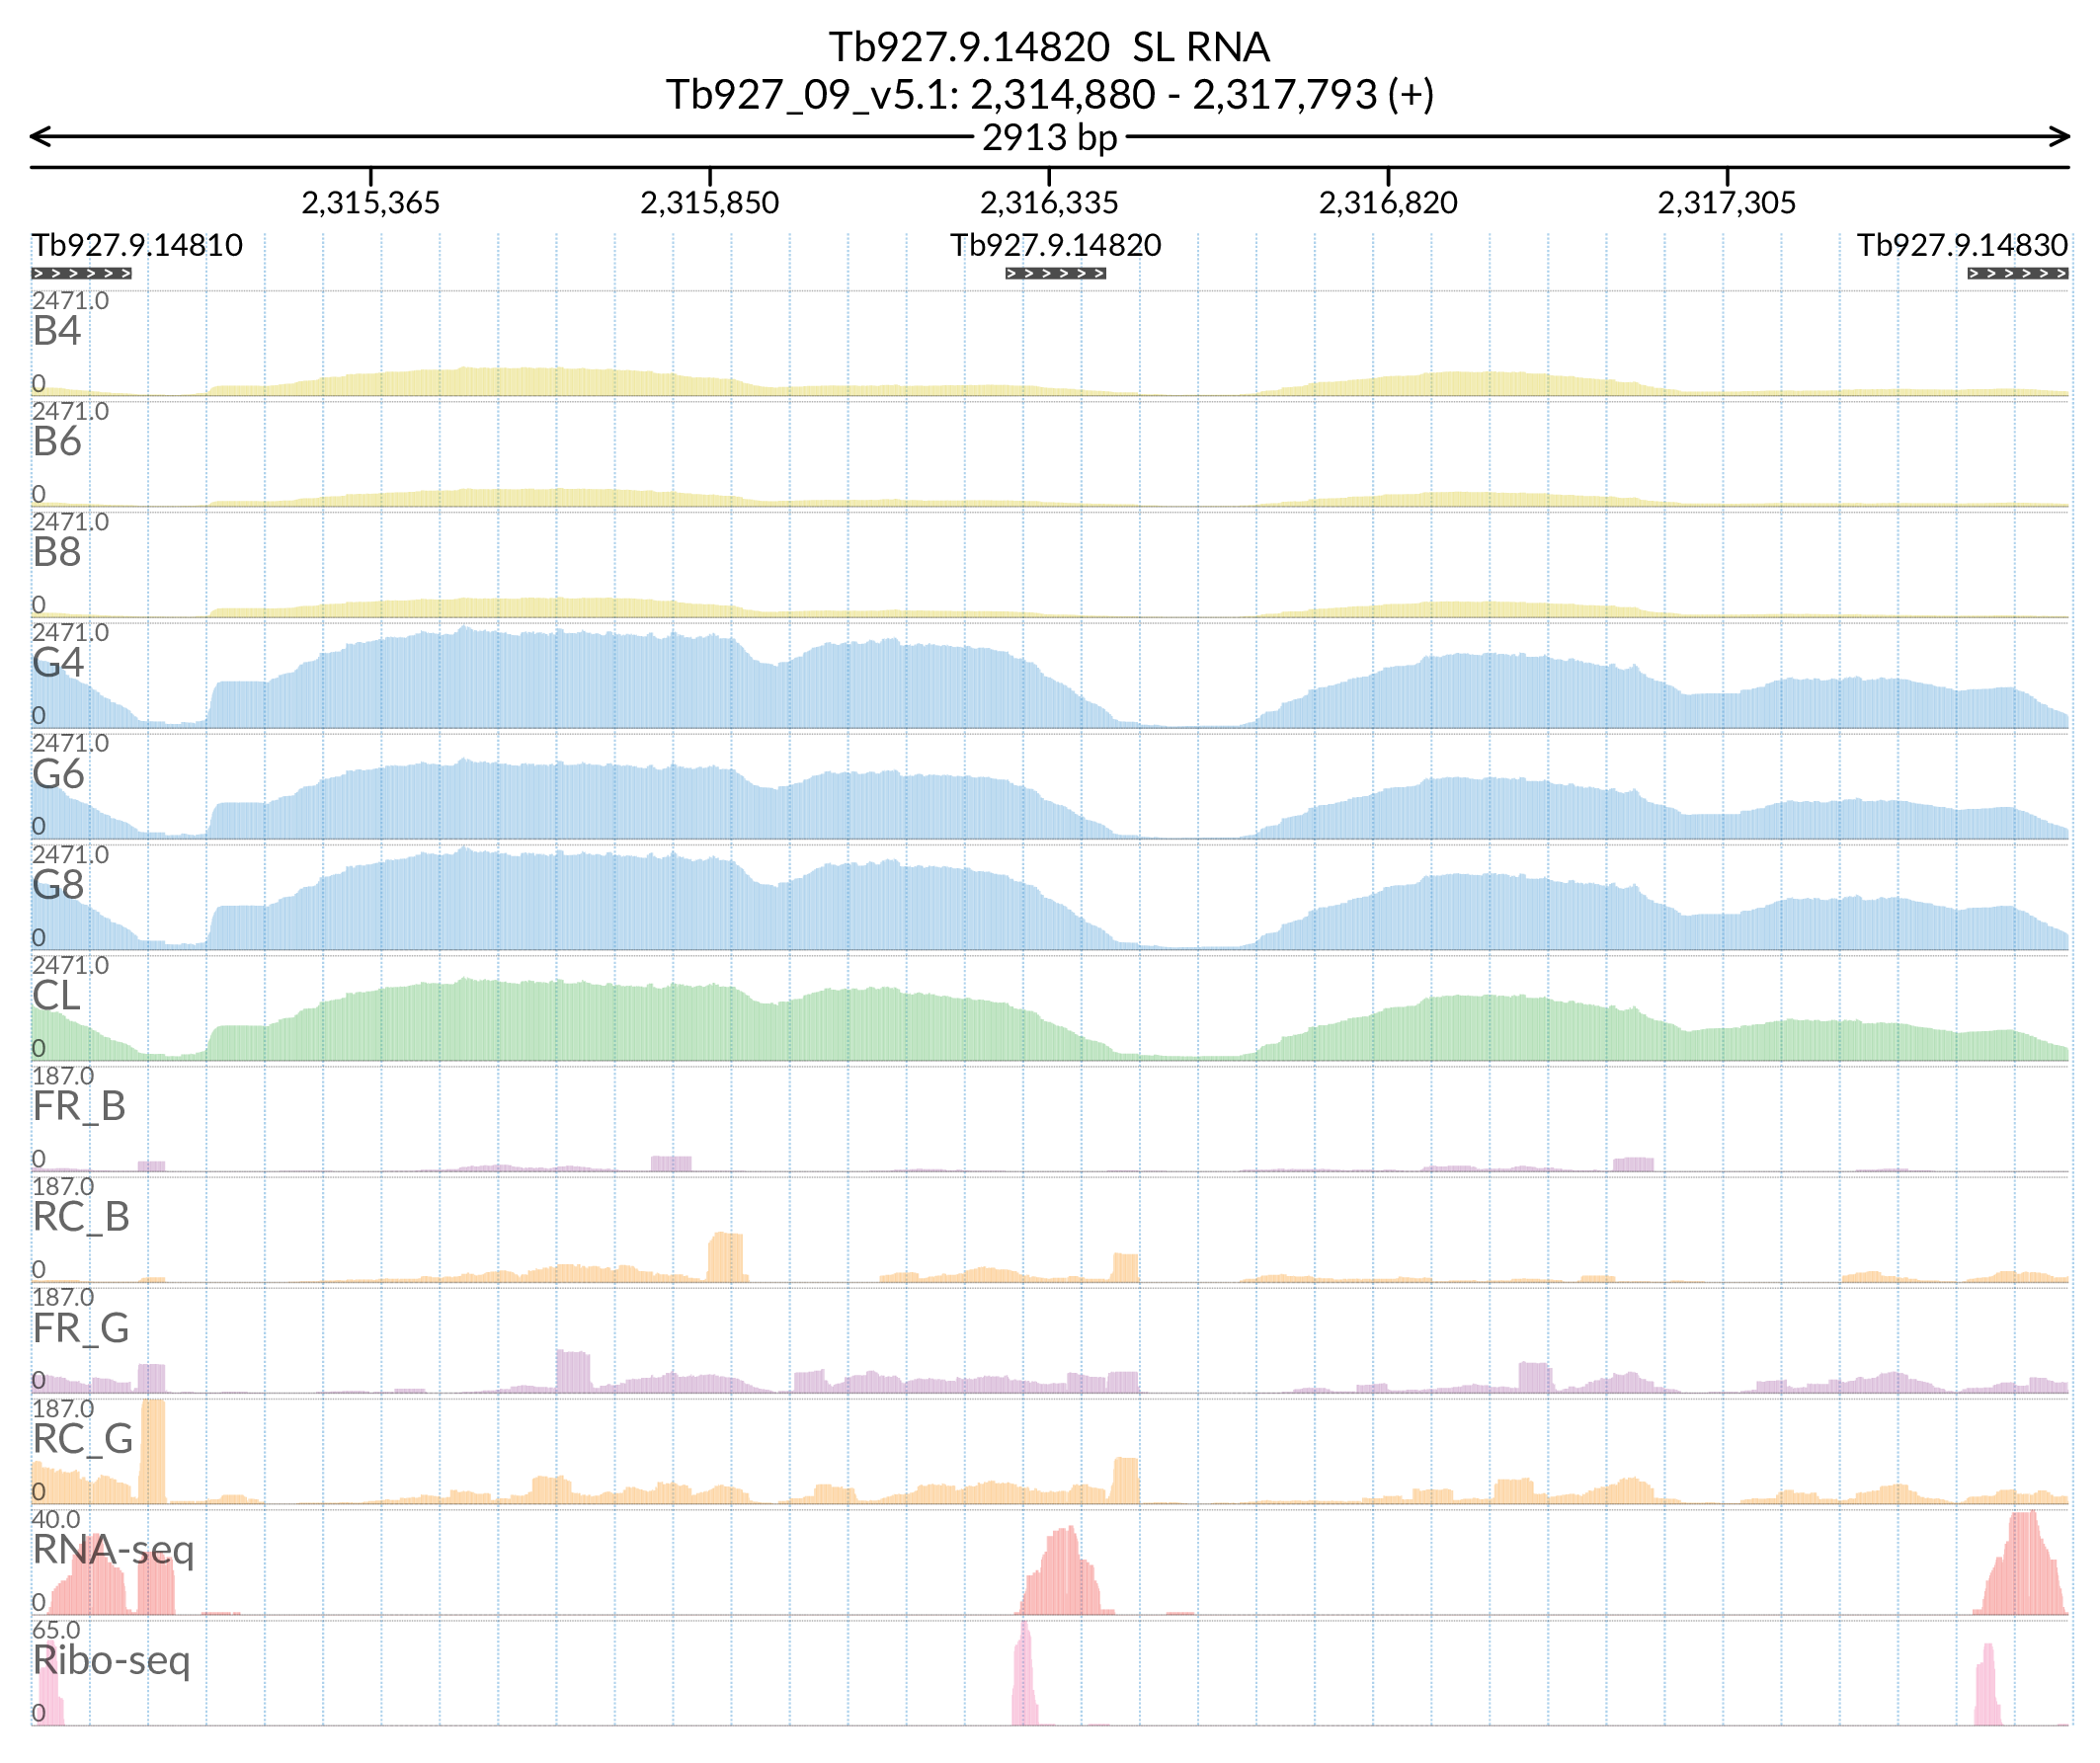 Tb927.9.14820 SL RNA
Tb927_09_v5.1: 2,314,880 - 2,317,793 (+)
2913 bp
2,315,365 2,315,850 2,316,335 2,316,820 2,317,305
Tb927.9.14810 Tb927.9.14820 Tb927.9.14830
2471.0
B4
0
2471.0
B6
0
2471.0
B8
0
2471.0
G4
0
2471.0
G6
0
2471.0
G8
0
2471.0
CL
0
187.0
FR_B
0
187.0
RC_B
0
187.0
FR_G
0
187.0
RC_G
0
40.0
RNA-seq
0
65.0
Ribo-seq
0